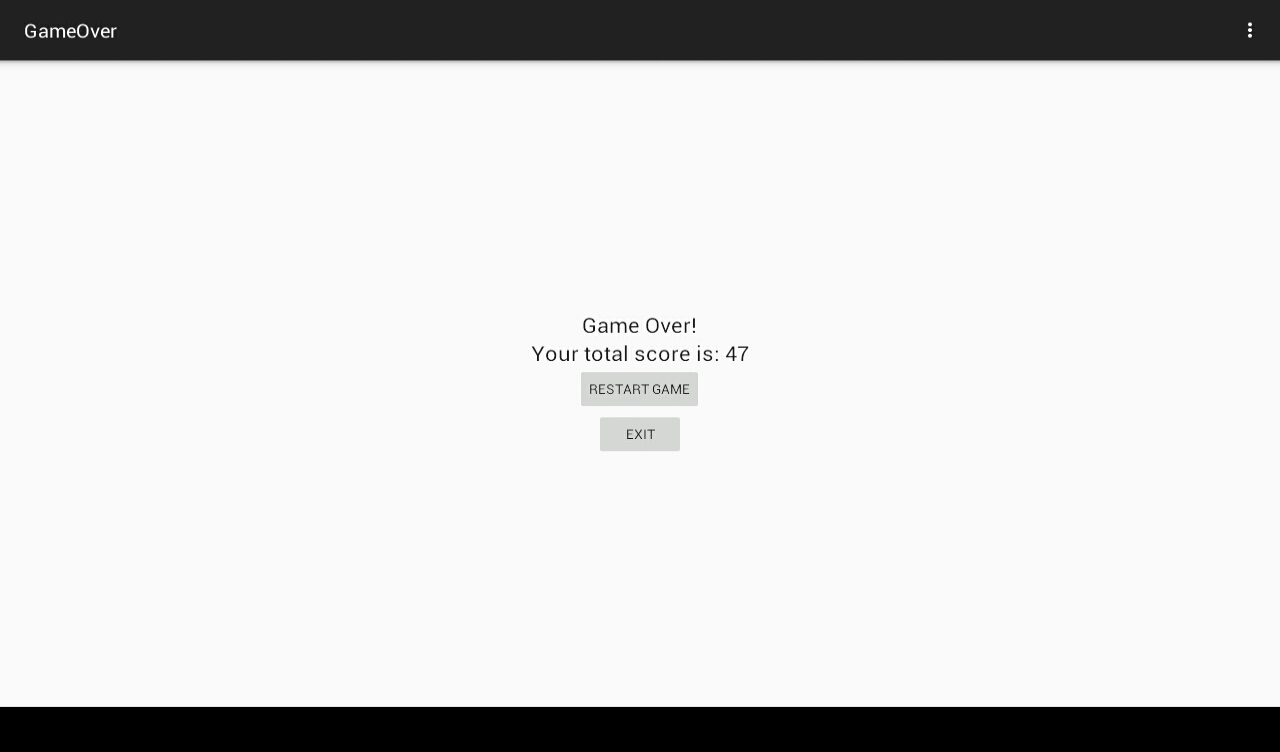 GameOver
Game Over!
Your total score is: 47
RESTART GAME
EXIT